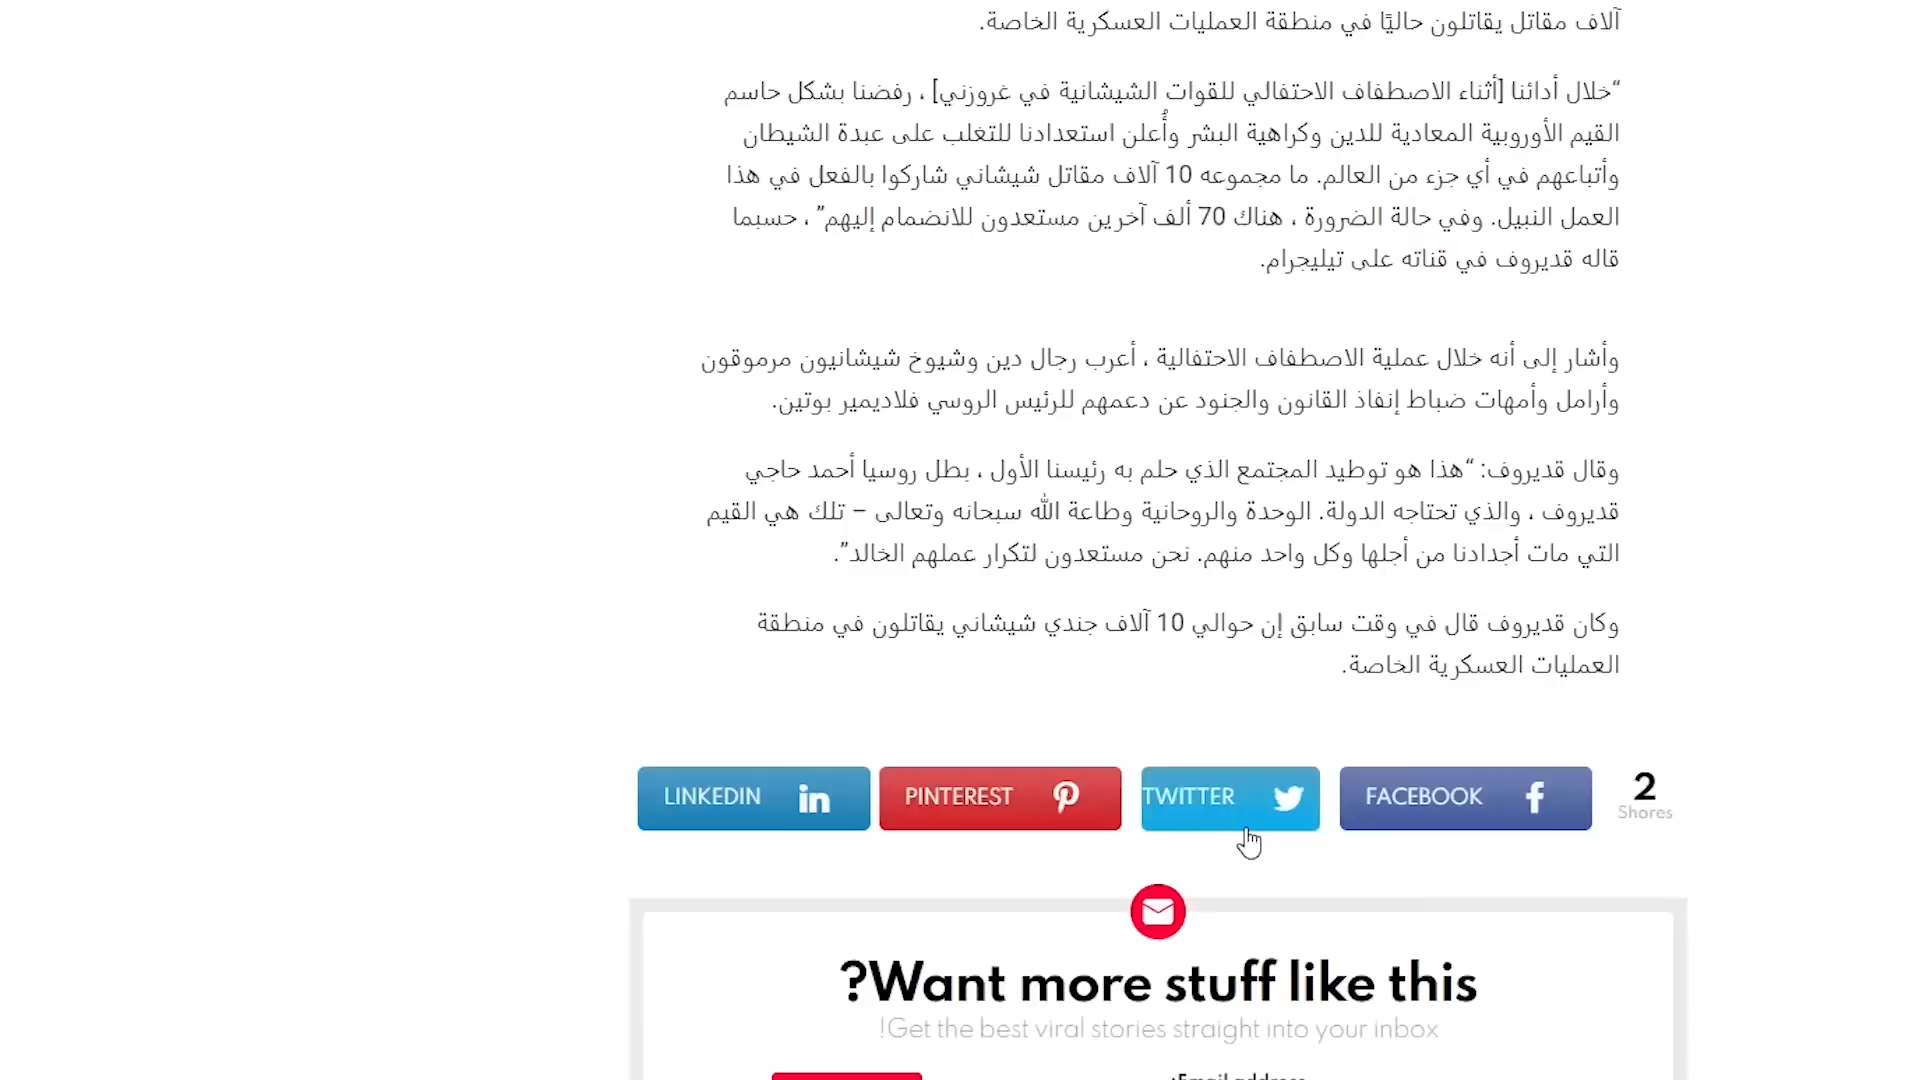 آلاف مقاتل يقاتلون حاليًا في منطقة العمليات العسكرية الخاصة.
“خلال أدائنا [أثناء الاصطفاف الاحتفالي للقوات الشيشانية في غروزني] ، رفضنا بشكل حاسم
القيم الأوروبية المعادية للدين وكراهية البشر وأُعلن استعدادنا للتغلب على عبدة الشيطان
وأتباعهم في أي جزء من العالم. ما مجموعه 10 آلاف مقاتل شيشاني شاركوا بالفعل في هذا
العمل النبيل. وفي حالة الضرورة ، هناك 70 ألف آخرين مستعدون للانضمام إليهم” ، حسبما
قاله قديروف في قناته على تيليجرام.
وأشار إلى أنه خلال عملية الاصطفاف الاحتفالية ، أعرب رجال دين وشيوخ شيشانيون مرموقون
وأرامل وأمهات ضباط إنفاذ القانون والجنود عن دعمهم للرئيس الروسي فلاديمير بوتين.
وقال قديروف: “هذا هو توطيد المجتمع الذي حلم به رئيسنا الأول ، بطل روسيا أحمد حاجي
قديروف ، والذي تحتاجه الدولة. الوحدة والروحانية وطاعة الله سبحانه وتعالى – تلك هي القيم
التي مات أجدادنا من أجلها وكل واحد منهم. نحن مستعدون لتكرار عملهم الخالد”.
وكان قديروف قال في وقت سابق إن حوالي 10 آلاف جندي شيشاني يقاتلون في منطقة
العمليات العسكرية الخاصة.
LINKEDIN PINTEREST TWITTER FACEBOOK 2
Shares
?Want more stuff like this
!Get the best viral stories straight into your inbox
:Email address